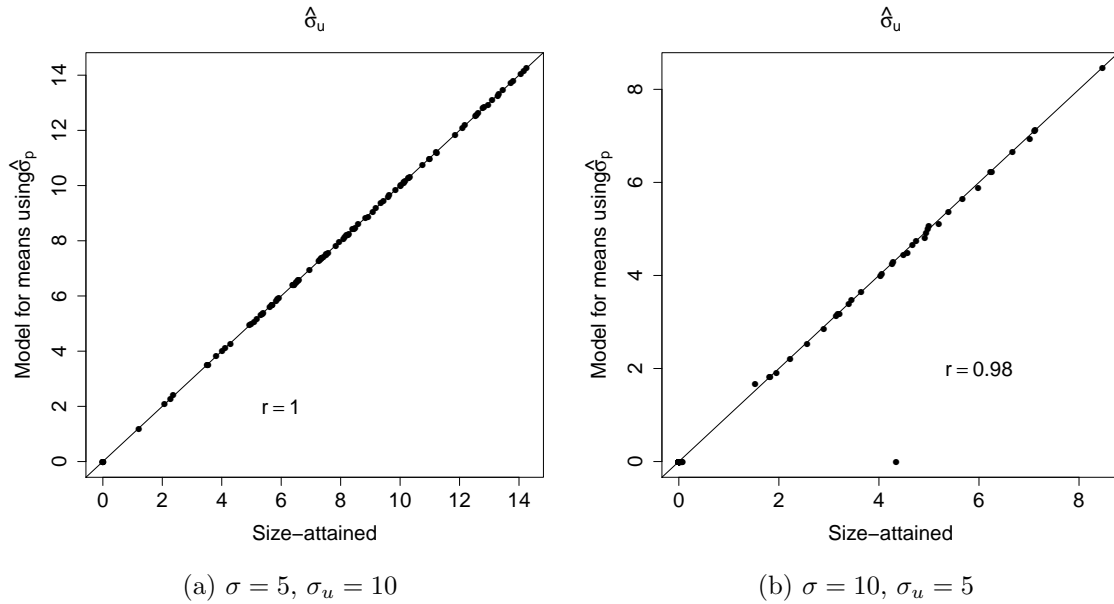 σ̂u
Model for means using σ̂p
14
12
10
8
6
4
2
0
r = 1
0 2 4 6 8 10 12 14
Size−attained
(a) σ = 5, σu = 10
σ̂u
Model for means using σ̂p
8
6
4
2
0
r = 0.98
0 2 4 6 8
Size−attained
(b) σ = 10, σu = 5